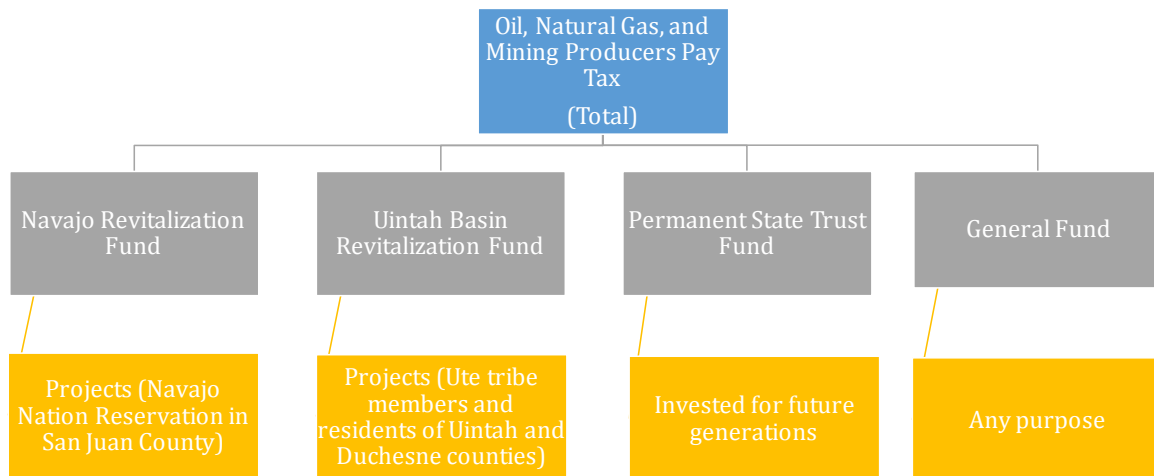 Oil, Natural Gas, and
Mining Producers Pay
Tax
(Total)
Navajo Revitalization
Fund
Uintah Basin
Revitalization Fund
Permanent State Trust
Fund
General Fund
Projects (Navajo
Nation Reservation in
San Juan County)
Projects (Ute tribe
members and
residents of Uintah and
Duchesne counties)
Invested for future
generations
Any purpose